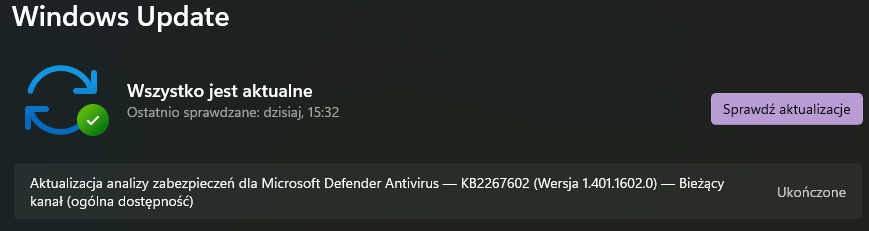 Windows Update
Wszystko jest aktualne
Ostatnio sprawdzane: dzisiaj, 15:32
Sprawdź aktualizacje
Aktualizacja analizy zabezpieczeń dla Microsoft Defender Antivirus — KB2267602 (Wersja 1.401.1602.0) — Bieżący
kanał (ogólna dostępność)
Ukończone